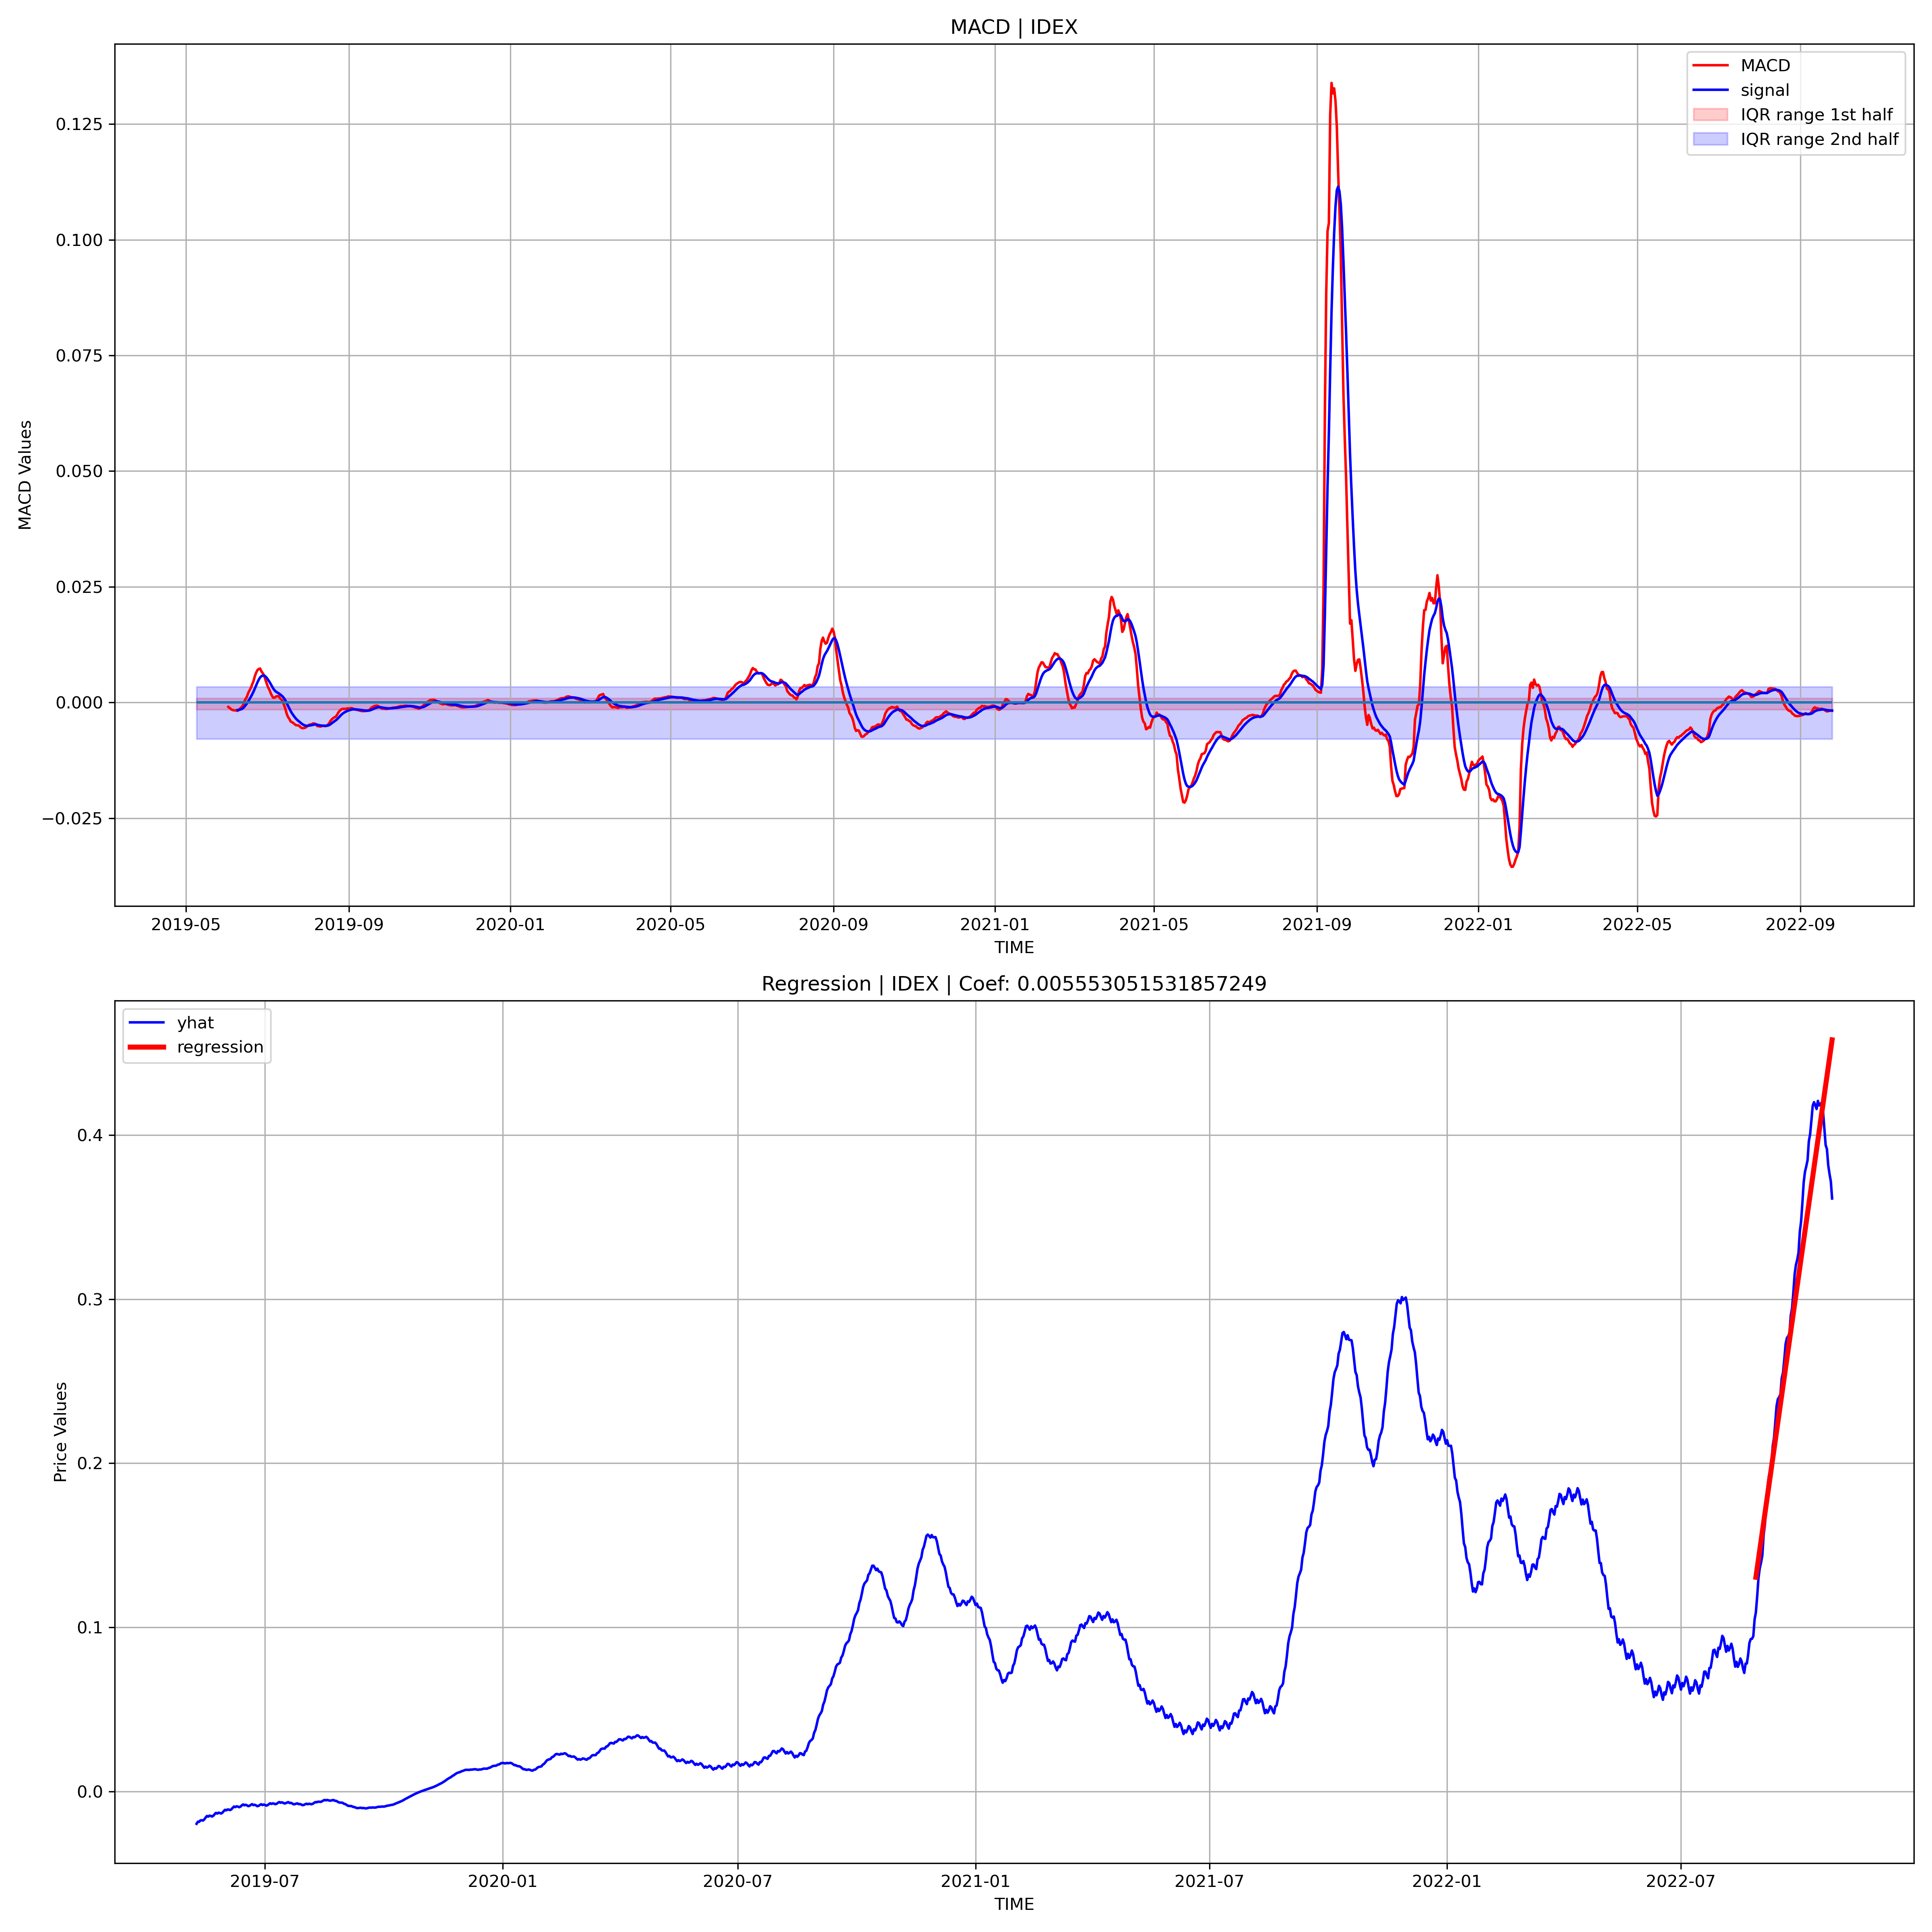 MACD | IDEX
MACD
signal
IQR range 1st half
IQR range 2nd half
MACD Values
0.125
0.100
0.075
0.050
0.025
0.000
−0.025
2019-05 2019-09 2020-01 2020-05 2020-09 2021-01 2021-05 2021-09 2022-01 2022-05 2022-09
TIME
Regression | IDEX | Coef: 0.005553051531857249
yhat
regression
Price Values
0.4
0.3
0.2
0.1
0.0
2019-07 2020-01 2020-07 2021-01 2021-07 2022-01 2022-07
TIME